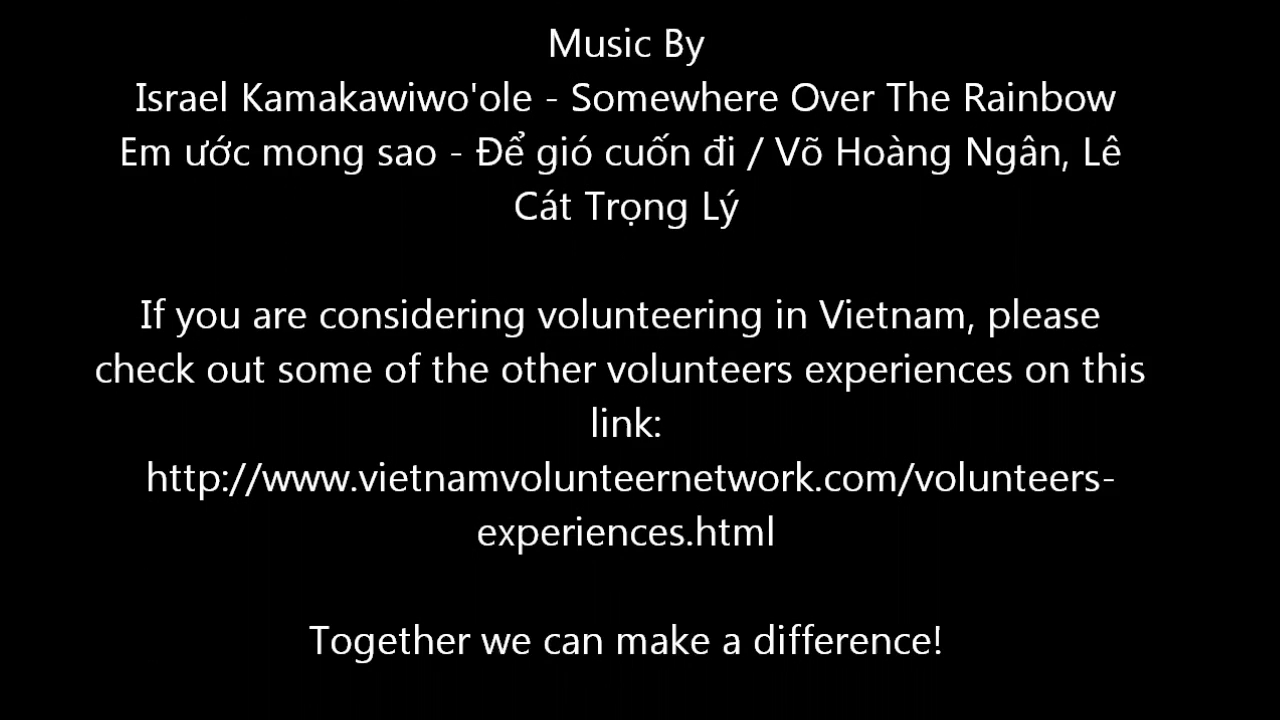 Music By
Israel Kamakawiwo'ole - Somewhere Over The Rainbow
Em ước mong sao - Để gió cuốn đi / Võ Hoàng Ngân, Lê
Cát Trọng Lý
If you are considering volunteering in Vietnam, please
check out some of the other volunteers experiences on this
link:
http://www.vietnamvolunteernetwork.com/volunteers-
experiences.html
Together we can make a difference!